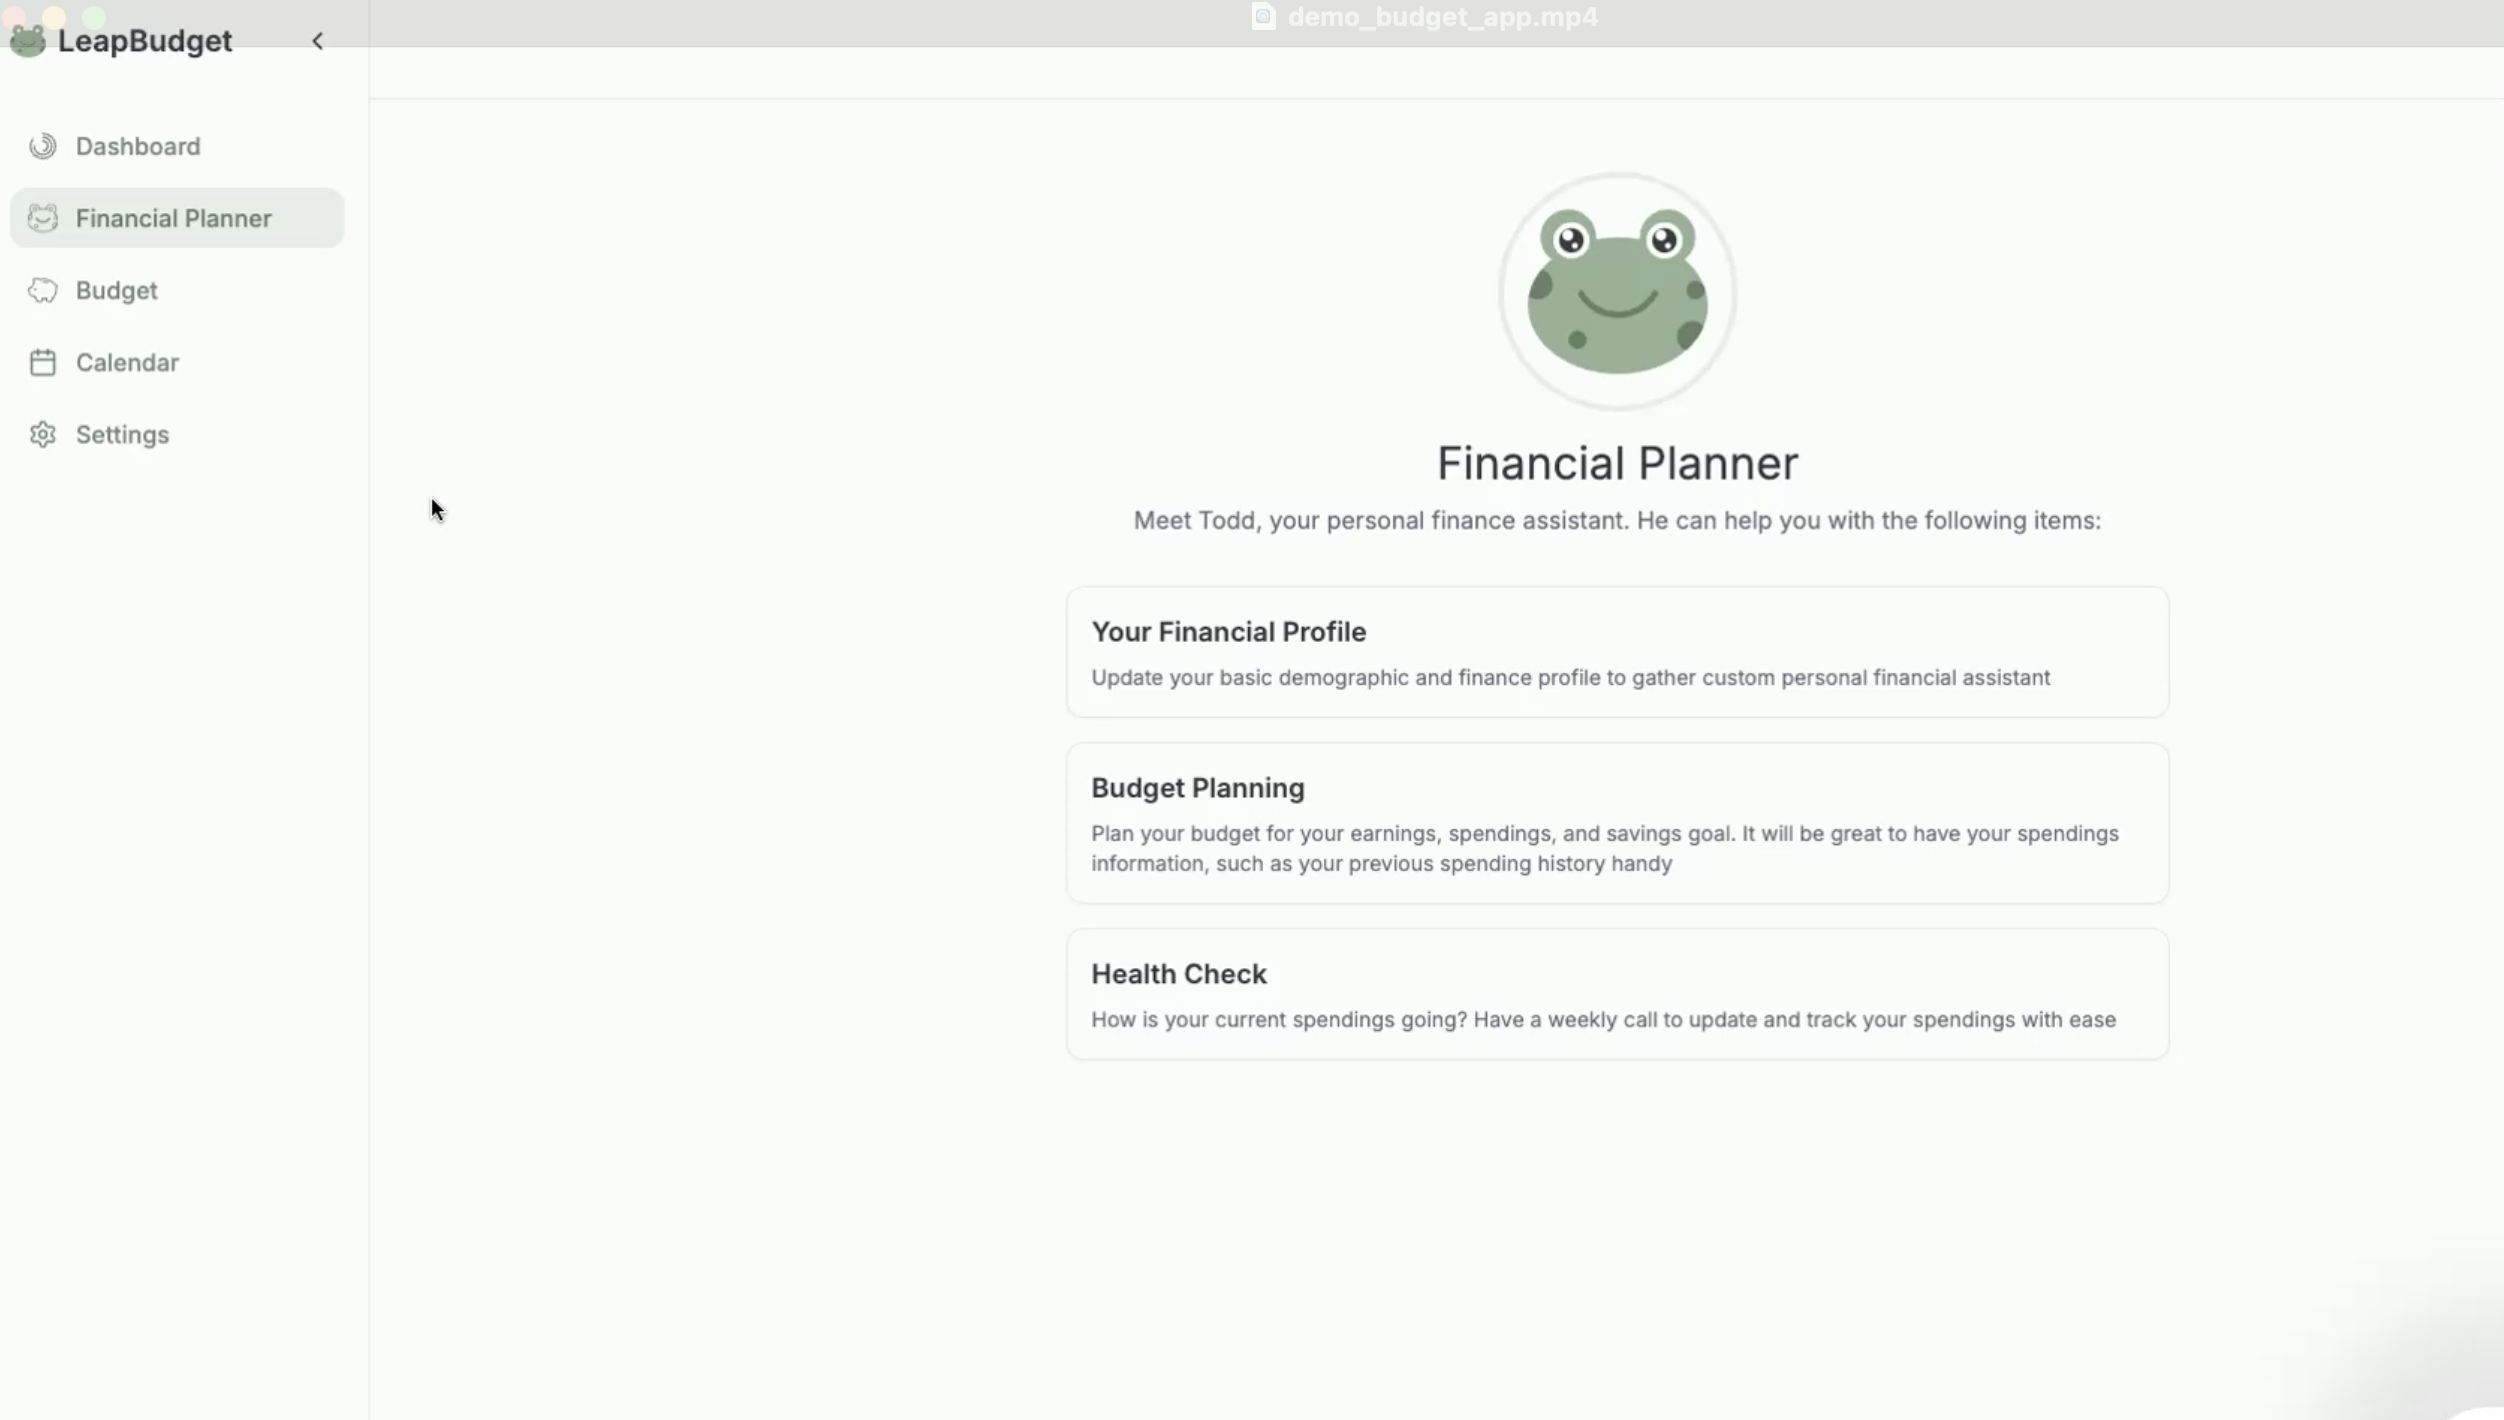 demo_budget_app.mp4
LeapBudget
Dashboard
Financial Planner
Budget
Calendar
Settings
Financial Planner
Meet Todd, your personal finance assistant. He can help you with the following items:
Your Financial Profile
Update your basic demographic and finance profile to gather custom personal financial assistant
Budget Planning
Plan your budget for your earnings, spendings, and savings goal. It will be great to have your spendings
information, such as your previous spending history handy
Health Check
How is your current spendings going? Have a weekly call to update and track your spendings with ease